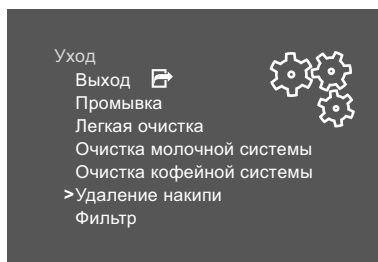 Уход
Выход
Промывка
Легкая очистка
Очистка молочной системы
Очистка кофейной системы
>Удаление накипи
Фильтр